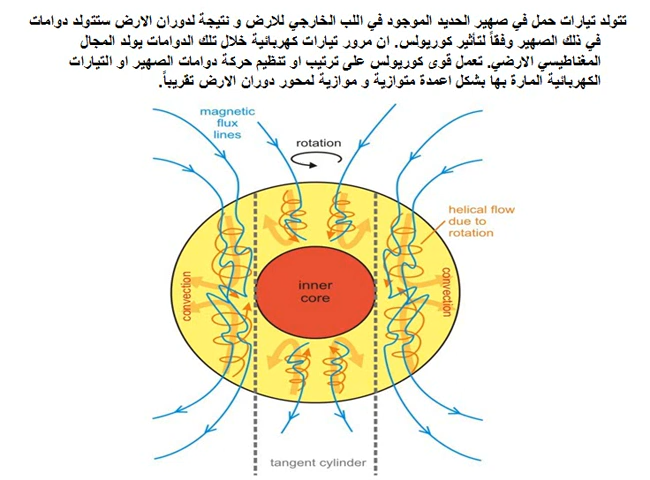 تتولد تيارات حمل في صهير الحديد الموجود في اللب الخارجي للارض و نتيجة لدوران الارض ستتولد دوامات
في ذلك الصهير وفقاً لتأثير كوريولس. ان مرور تيارات كهربائية خلال تلك الدوامات يولد المجال
المغناطيسي الارضي. تعمل قوى كوريولس على ترتيب او تنظيم حركة دوامات الصهير او التيارات
الكهربائية المارة بها بشكل اعمدة متوازية و موازية لمحور دوران الارض تقريباً.
magnetic
flux
lines
rotation
helical flow
due to
rotation
convection
inner
core
convection
tangent cylinder